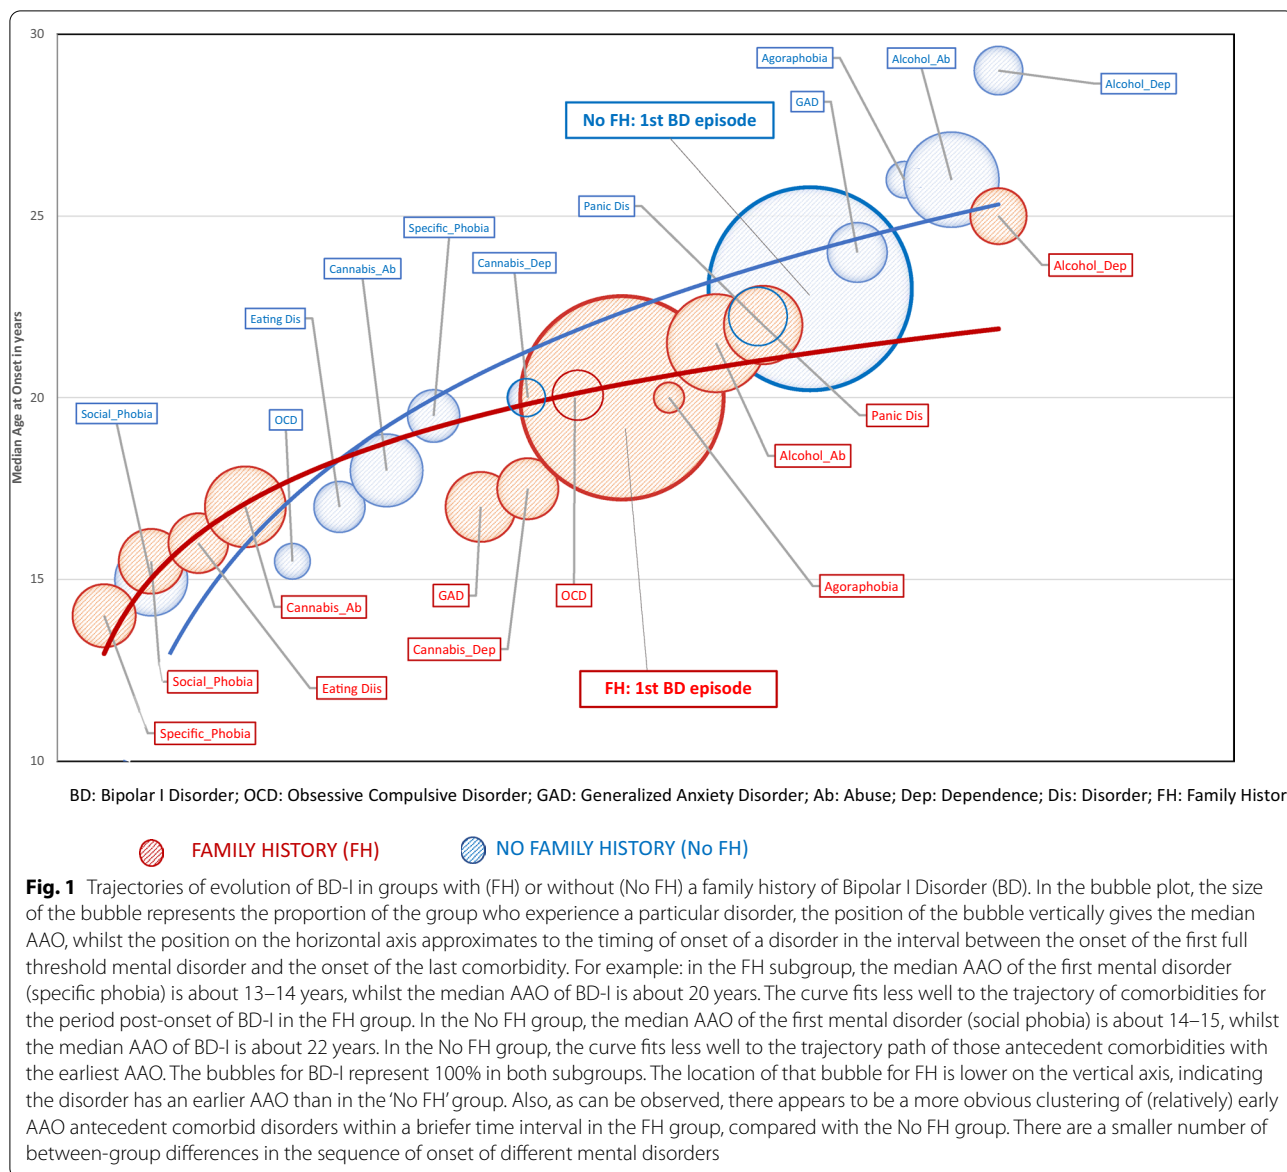 30
Agoraphobia
Alcohol_Ab
Alcohol_Dep
GAD
No FH: 1st BD episode
Panic Dis
25
Specific_Phobia
Cannabis_Ab
Cannabis_Dep
Alcohol_Dep
Eating Dis
Median Age at Onset in years
20
Social_Phobia
OCD
Panic Dis
Alcohol_Ab
15
GAD
OCD
Agoraphobia
Cannabis_Ab
Cannabis_Dep
Social_Phobia
Eating Diis
FH: 1st BD episode
Specific_Phobia
10
BD: Bipolar I Disorder; OCD: Obsessive Compulsive Disorder; GAD: Generalized Anxiety Disorder; Ab: Abuse; Dep: Dependence; Dis: Disorder; FH: Family Histor
FAMILY HISTORY (FH)
NO FAMILY HISTORY (No FH)
Fig. 1 Trajectories of evolution of BD-I in groups with (FH) or without (No FH) a family history of Bipolar I Disorder (BD). In the bubble plot, the size
of the bubble represents the proportion of the group who experience a particular disorder, the position of the bubble vertically gives the median
AAO, whilst the position on the horizontal axis approximates to the timing of onset of a disorder in the interval between the onset of the first full
threshold mental disorder and the onset of the last comorbidity. For example: in the FH subgroup, the median AAO of the first mental disorder
(specific phobia) is about 13–14 years, whilst the median AAO of BD-I is about 20 years. The curve fits less well to the trajectory of comorbidities for
the period post-onset of BD-I in the FH group. In the No FH group, the median AAO of the first mental disorder (social phobia) is about 14–15, whilst
the median AAO of BD-I is about 22 years. In the No FH group, the curve fits less well to the trajectory path of those antecedent comorbidities with
the earliest AAO. The bubbles for BD-I represent 100% in both subgroups. The location of that bubble for FH is lower on the vertical axis, indicating
the disorder has an earlier AAO than in the 'No FH' group. Also, as can be observed, there appears to be a more obvious clustering of (relatively) early
AAO antecedent comorbid disorders within a briefer time interval in the FH group, compared with the No FH group. There are a smaller number of
between-group differences in the sequence of onset of different mental disorders